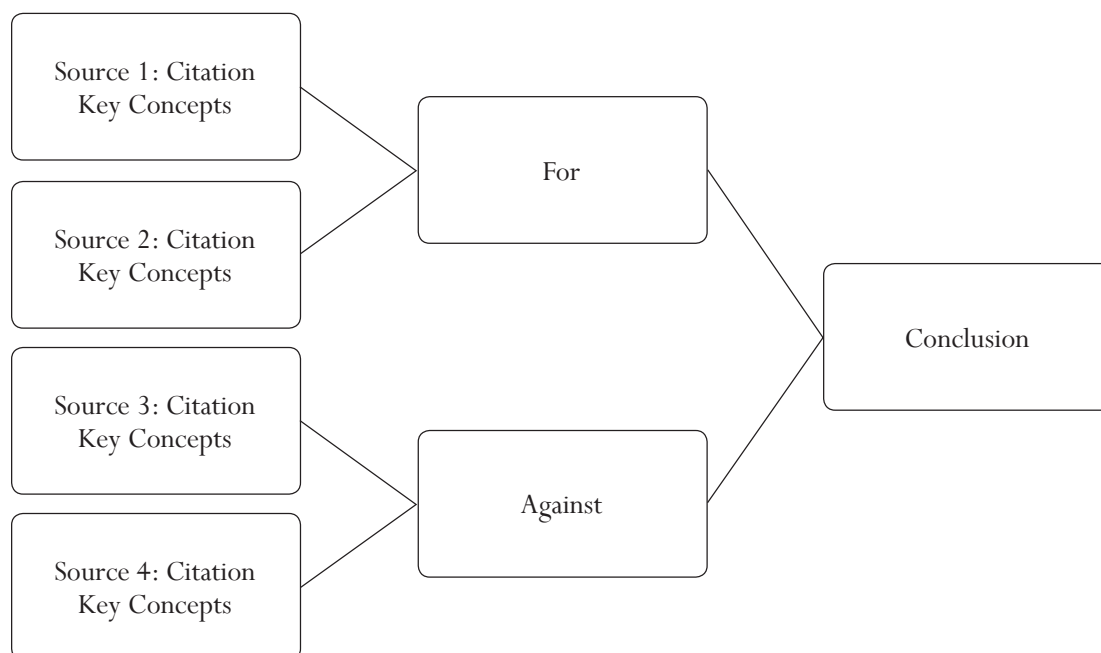 Source 1: Citation
Key Concepts
Source 2: Citation
Key Concepts
For
Source 3: Citation
Key Concepts
Source 4: Citation
Key Concepts
Against
Conclusion